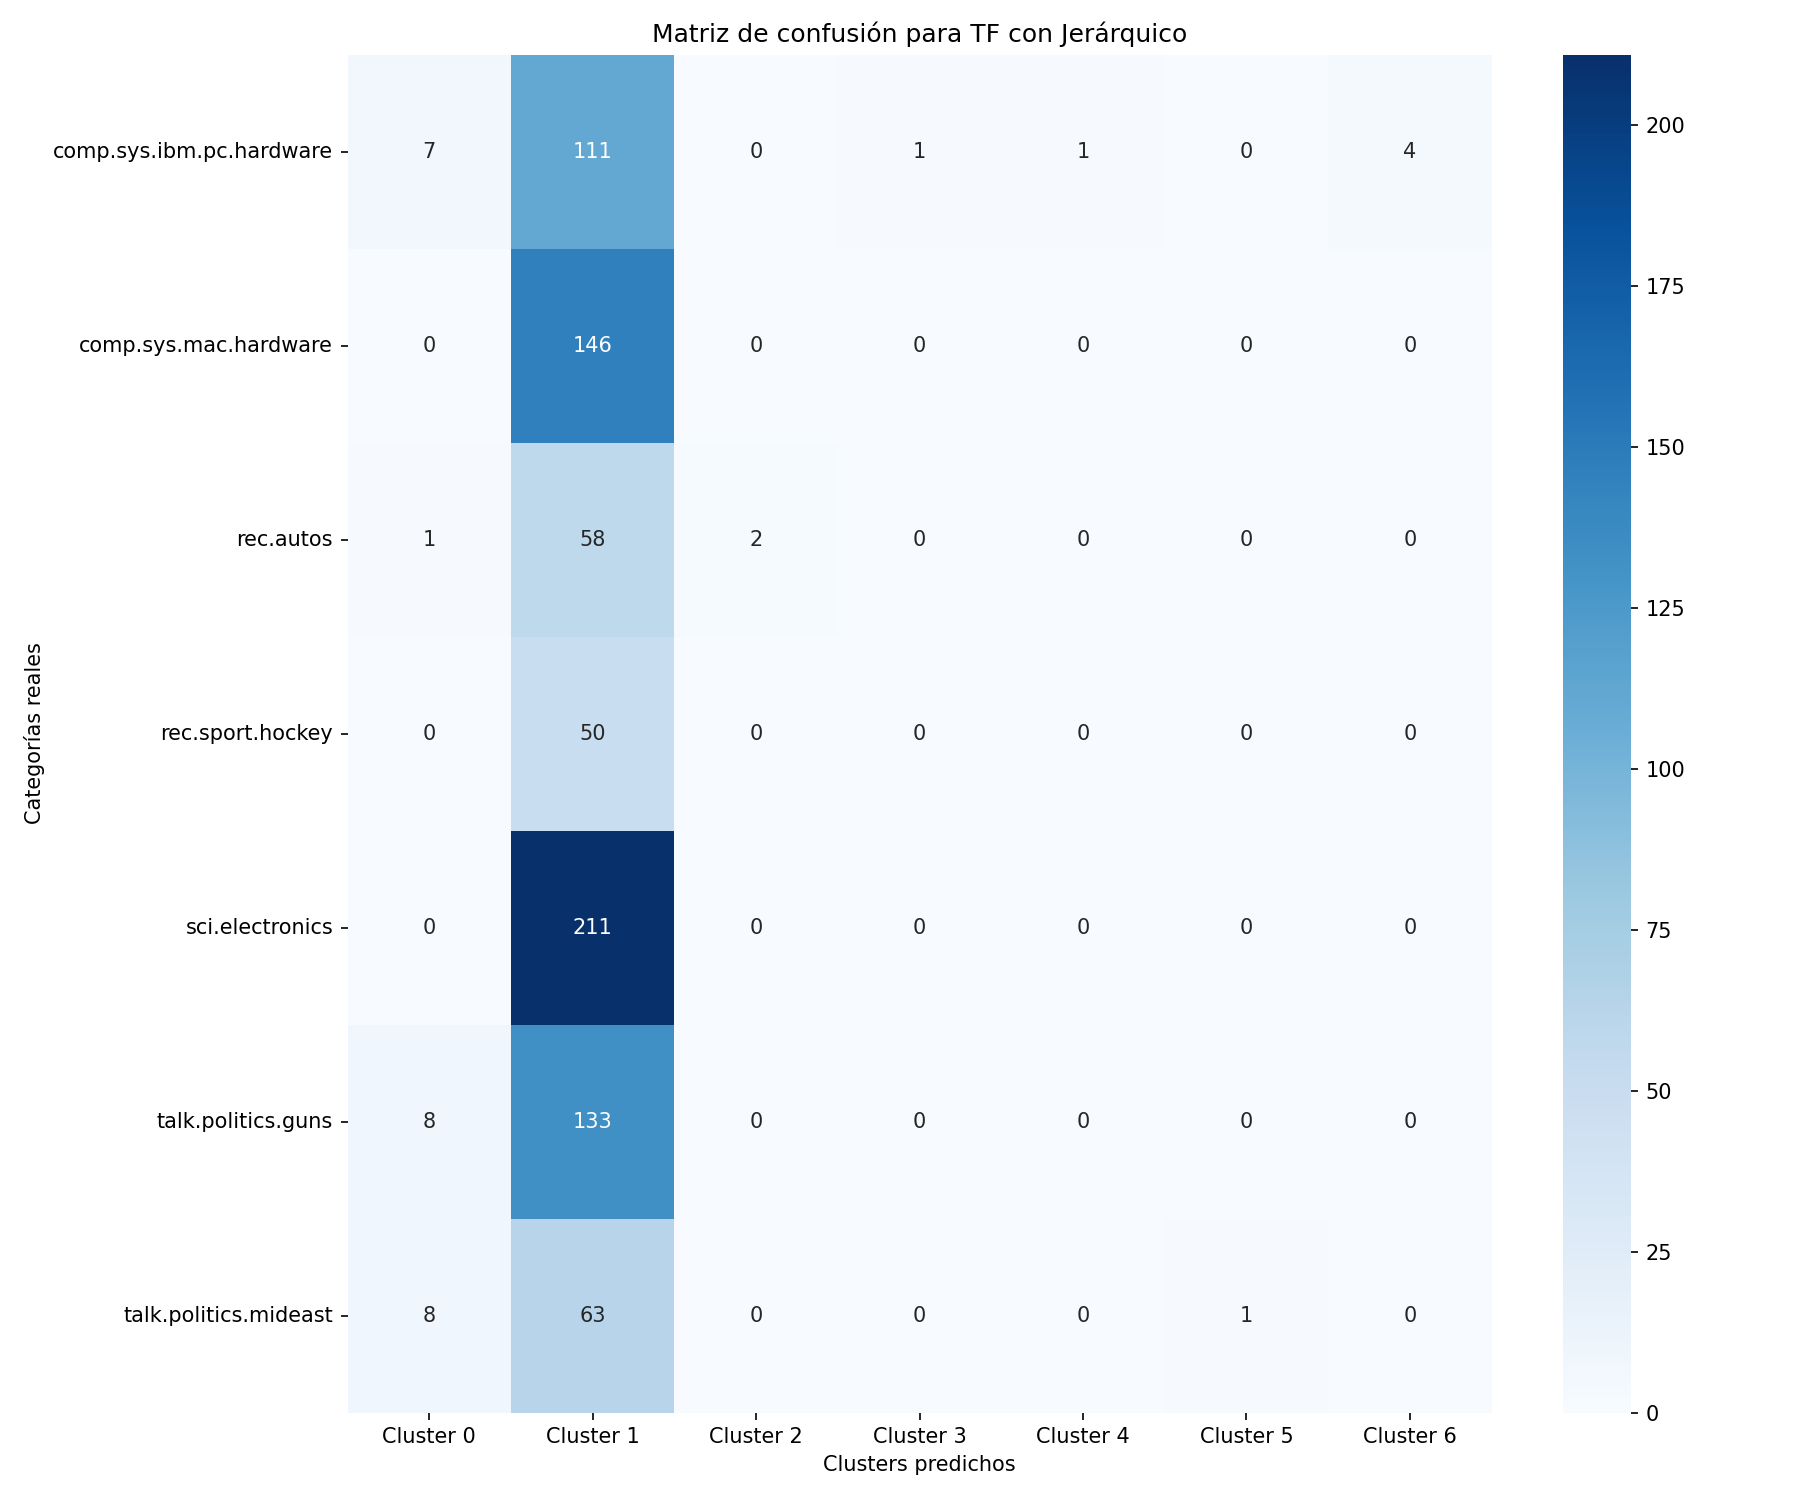 Matriz de confusión para TF con Jerárquico
comp.sys.ibm.pc.hardware 7 111 0 1 1 0 4
comp.sys.mac.hardware 0 146 0 0 0 0 0
rec.autos 1 58 2 0 0 0 0
rec.sport.hockey 0 50 0 0 0 0 0
sci.electronics 0 211 0 0 0 0 0
talk.politics.guns 8 133 0 0 0 0 0
talk.politics.mideast 8 63 0 0 0 1 0
Cluster 0 Cluster 1 Cluster 2 Cluster 3 Cluster 4 Cluster 5 Cluster 6
Clusters predichos
Categorías reales
200
175
150
125
100
75
50
25
0